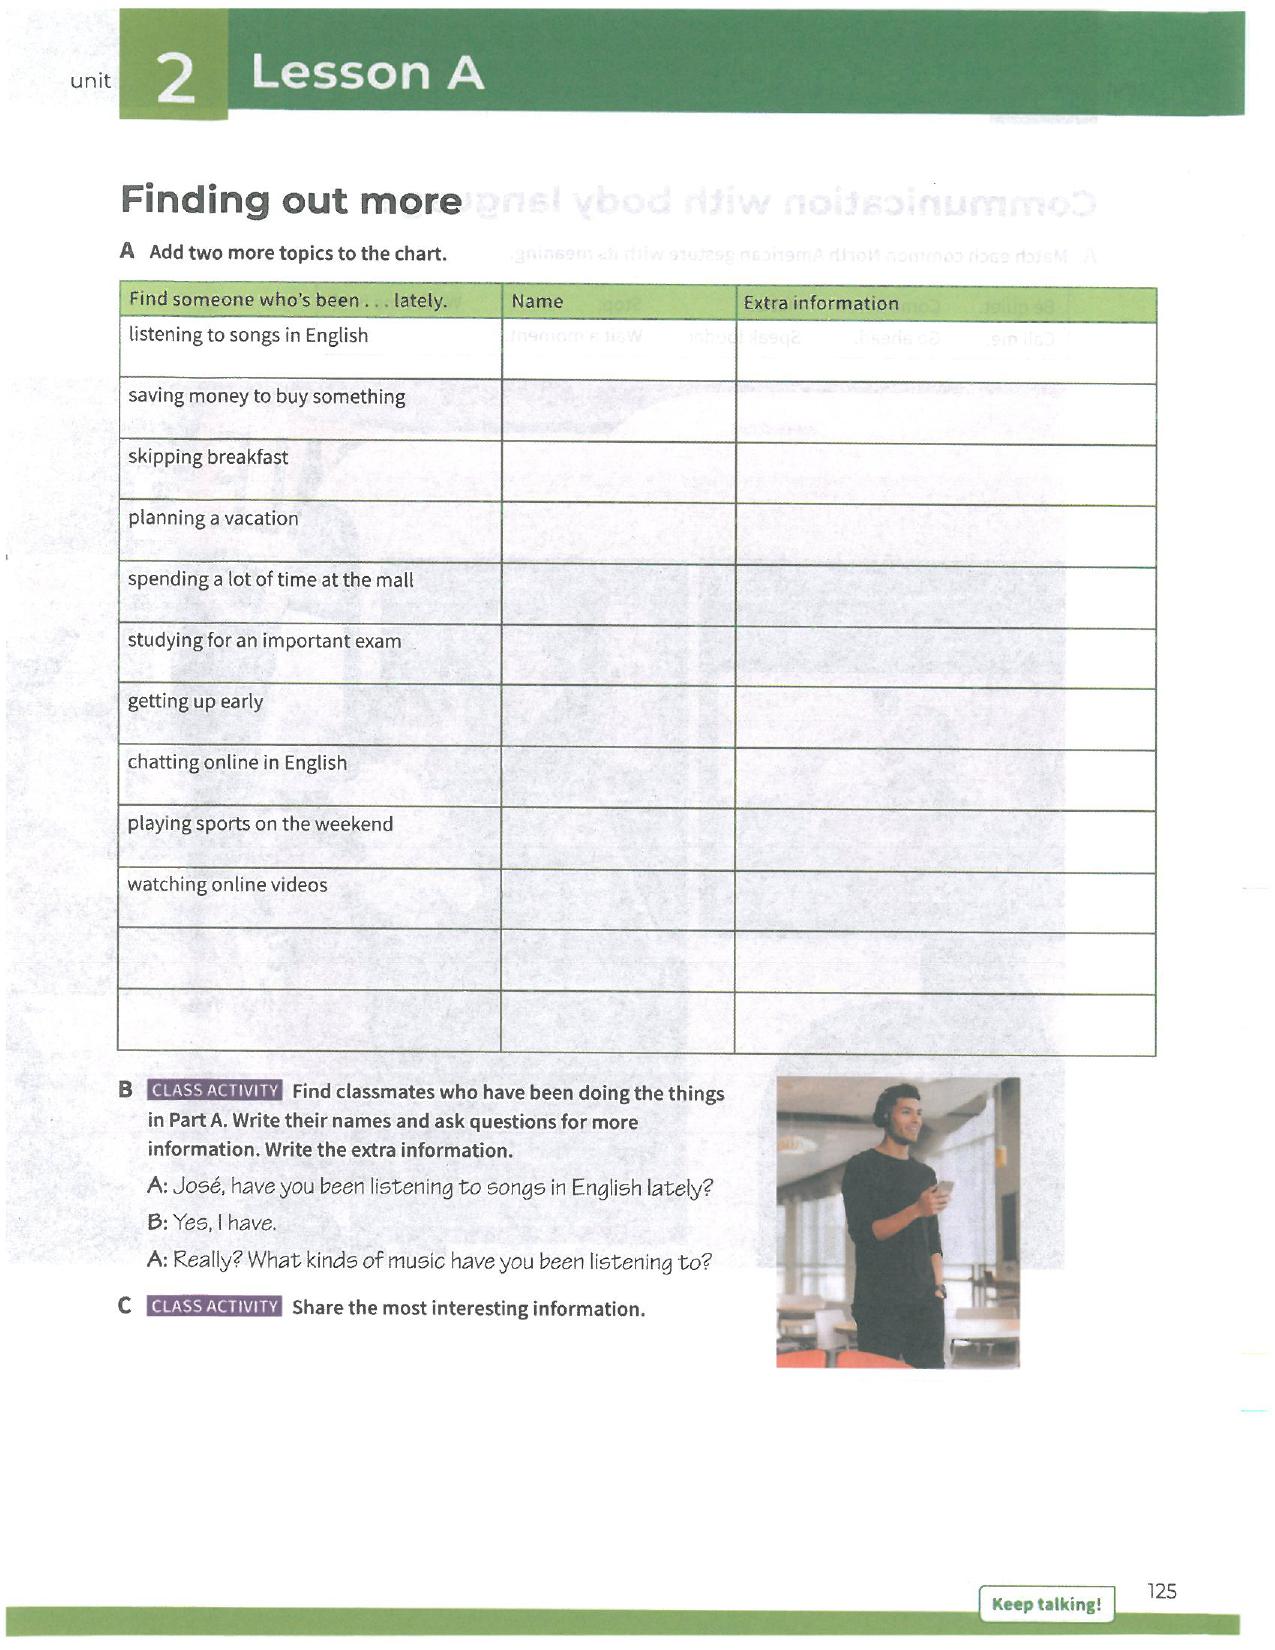 unit 2 Lesson A
Finding out more
A Add two more topics to the chart.
Find someone who's been . . . lately. Name Extra information
listening to songs in English
saving money to buy something
skipping breakfast
planning a vacation
spending a lot of time at the mall
studying for an important exam
getting up early
chatting online in English
playing sports on the weekend
watching online videos
B CLASS ACTIVITY Find classmates who have been doing the things
in Part A. Write their names and ask questions for more
information. Write the extra information.
A: José, have you been listening to songs in English lately?
B: Yes, I have.
A: Really? What kinds of music have you been listening to?
C CLASS ACTIVITY Share the most interesting information.
Keep talking! 125